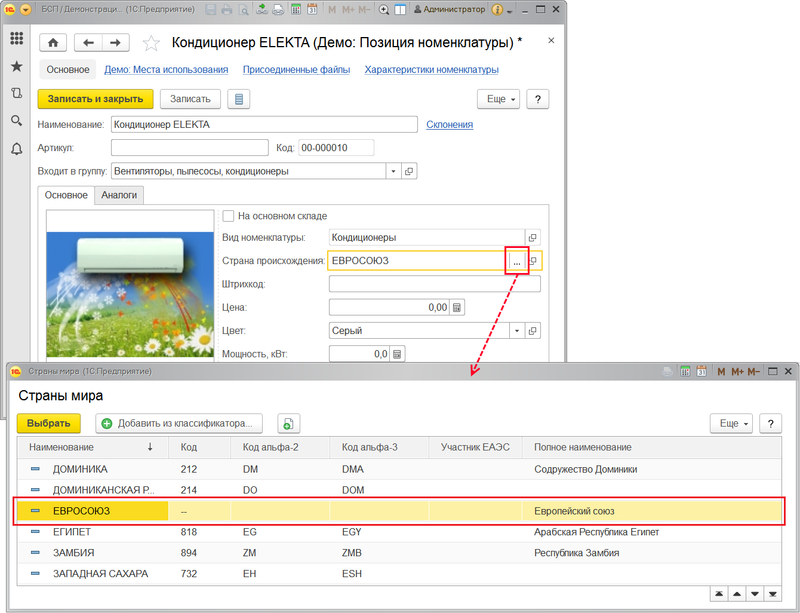 БСП / Демонстраци... (1С:Предприятие) M M+ M- Администратор
Кондиционер ELEKTA (Демо: Позиция номенклатуры) *
Основное Демо: Места использования Присоединенные файлы Характеристики номенклатуры
Записать и закрыть Записать Еще ?
Наименование: Кондиционер ELEKTA Склонения
Артикул: Код: 00-000010
Входит в группу: Вентиляторы, пылесосы, кондиционеры
Основное Аналоги
На основном складе
Вид номенклатуры: Кондиционеры
Страна происхождения: ЕВРОСОЮЗ ...
Штрихкод:
Цена: 0,00
Цвет: Серый
Мощность, кВт: 0,0
Страны мира (1С:Предприятие) 31 M M+ M-
Страны мира
Выбрать Добавить из классификатора... Еще ?
Наименование ↓ Код Код альфа-2 Код альфа-3 Участник ЕАЭС Полное наименование
ДОМИНИКА 212 DM DMA Содружество Доминики
ДОМИНИКАНСКАЯ Р... 214 DO DOM
ЕВРОСОЮЗ -- Европейский союз
ЕГИПЕТ 818 EG EGY Арабская Республика Египет
ЗАМБИЯ 894 ZM ZMB Республика Замбия
ЗАПАДНАЯ САХАРА 732 EH ESH